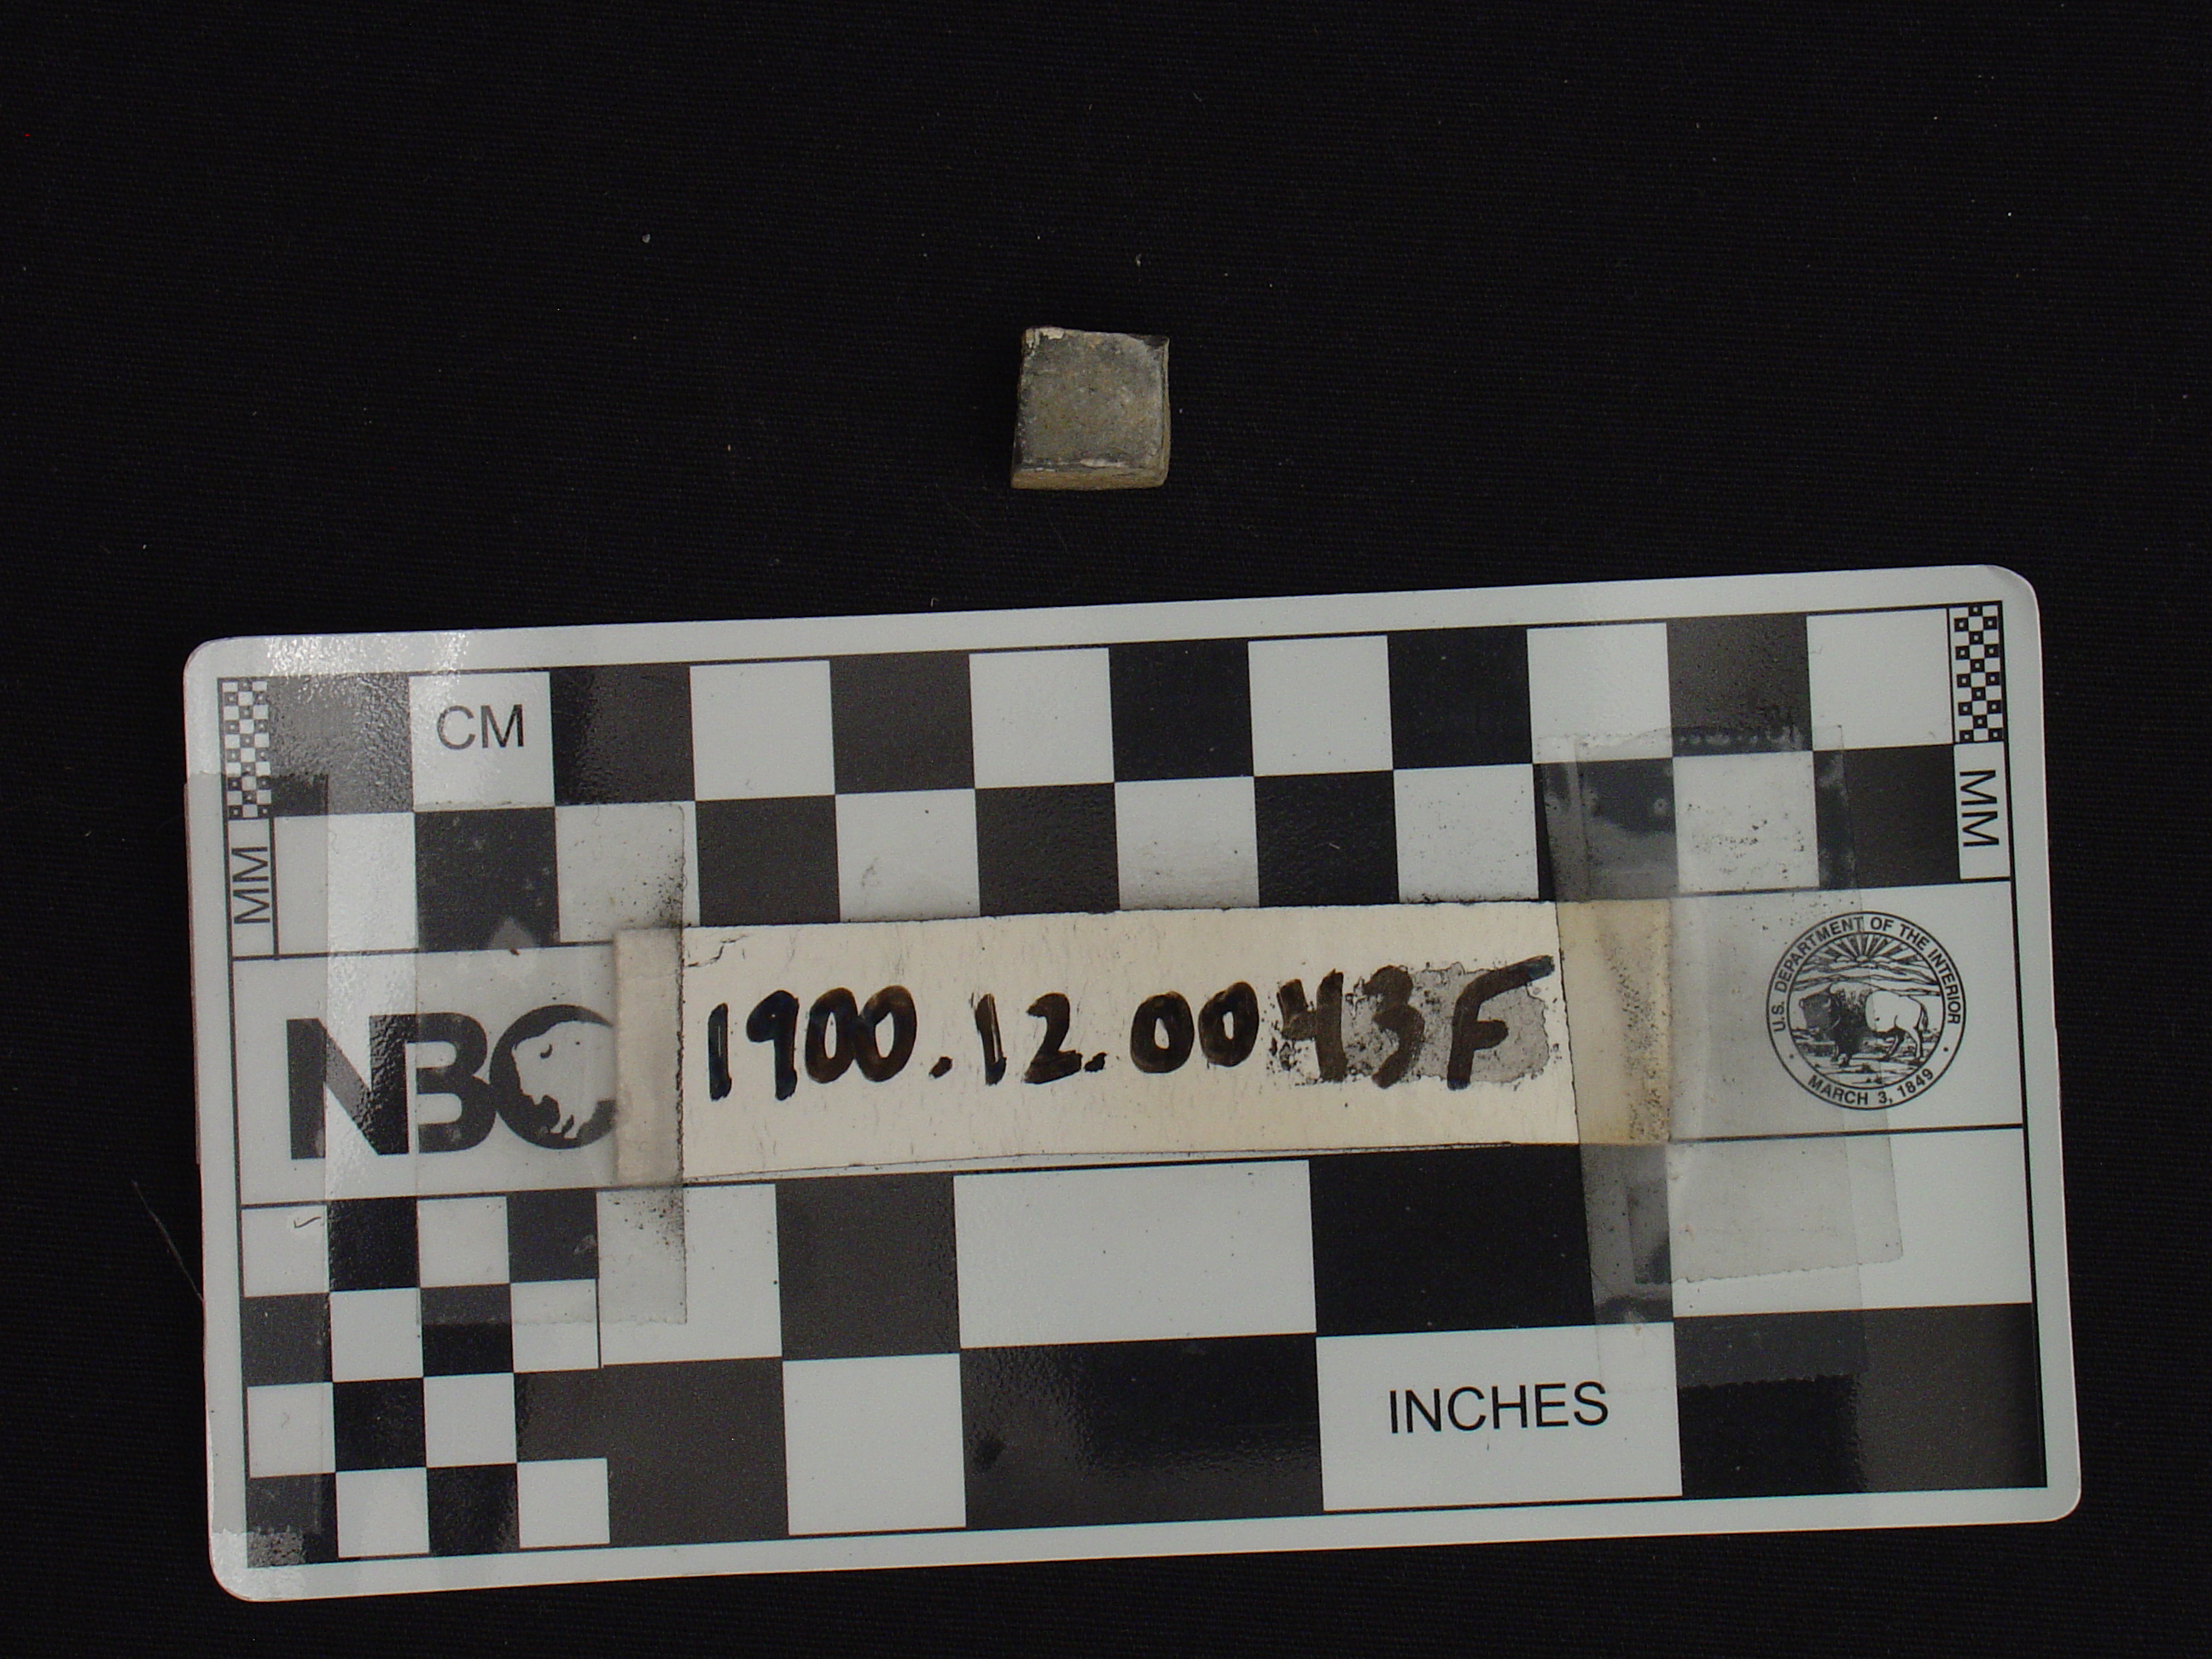 CM
MM
MM
NBC
1900.12.0043F
U.S. DEPARTMENT OF THE INTERIOR
MARCH 3, 1849
INCHES